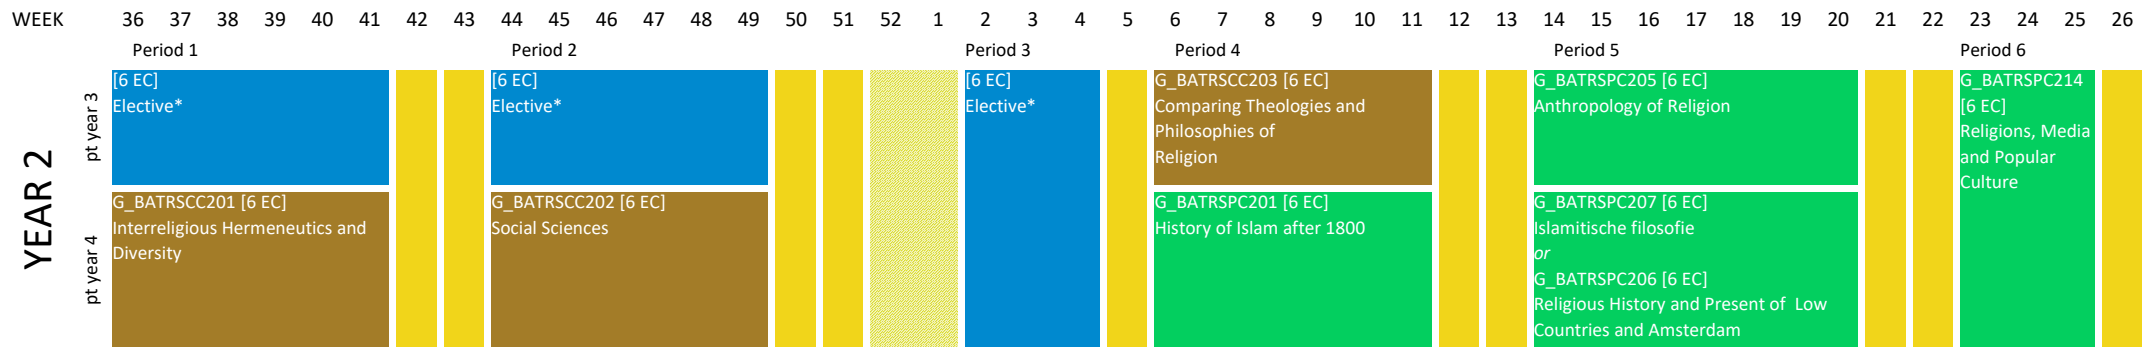 WEEK 36 37 38 39 40 41 42 43 44 45 46 47 48 49 50 51 52 1 2 3 4 5 6 7 8 9 10 11 12 13 14 15 16 17 18 19 20 21 22 23 24 25 26
Period 1 Period 2 Period 3 Period 4 Period 5 Period 6
YEAR 2
pt year 3
[6 EC]
Elective*
[6 EC]
Elective*
[6 EC]
Elective*
G_BATRSCC203 [6 EC]
Comparing Theologies and
Philosophies of
Religion
G_BATRSPC205 [6 EC]
Anthropology of Religion
G_BATRSPC214
[6 EC]
Religions, Media
and Popular
Culture
pt year 4
G_BATRSCC201 [6 EC]
Interreligious Hermeneutics and
Diversity
G_BATRSCC202 [6 EC]
Social Sciences
G_BATRSPC201 [6 EC]
History of Islam after 1800
G_BATRSPC207 [6 EC]
Islamitische filosofie
or
G_BATRSPC206 [6 EC]
Religious History and Present of Low
Countries and Amsterdam